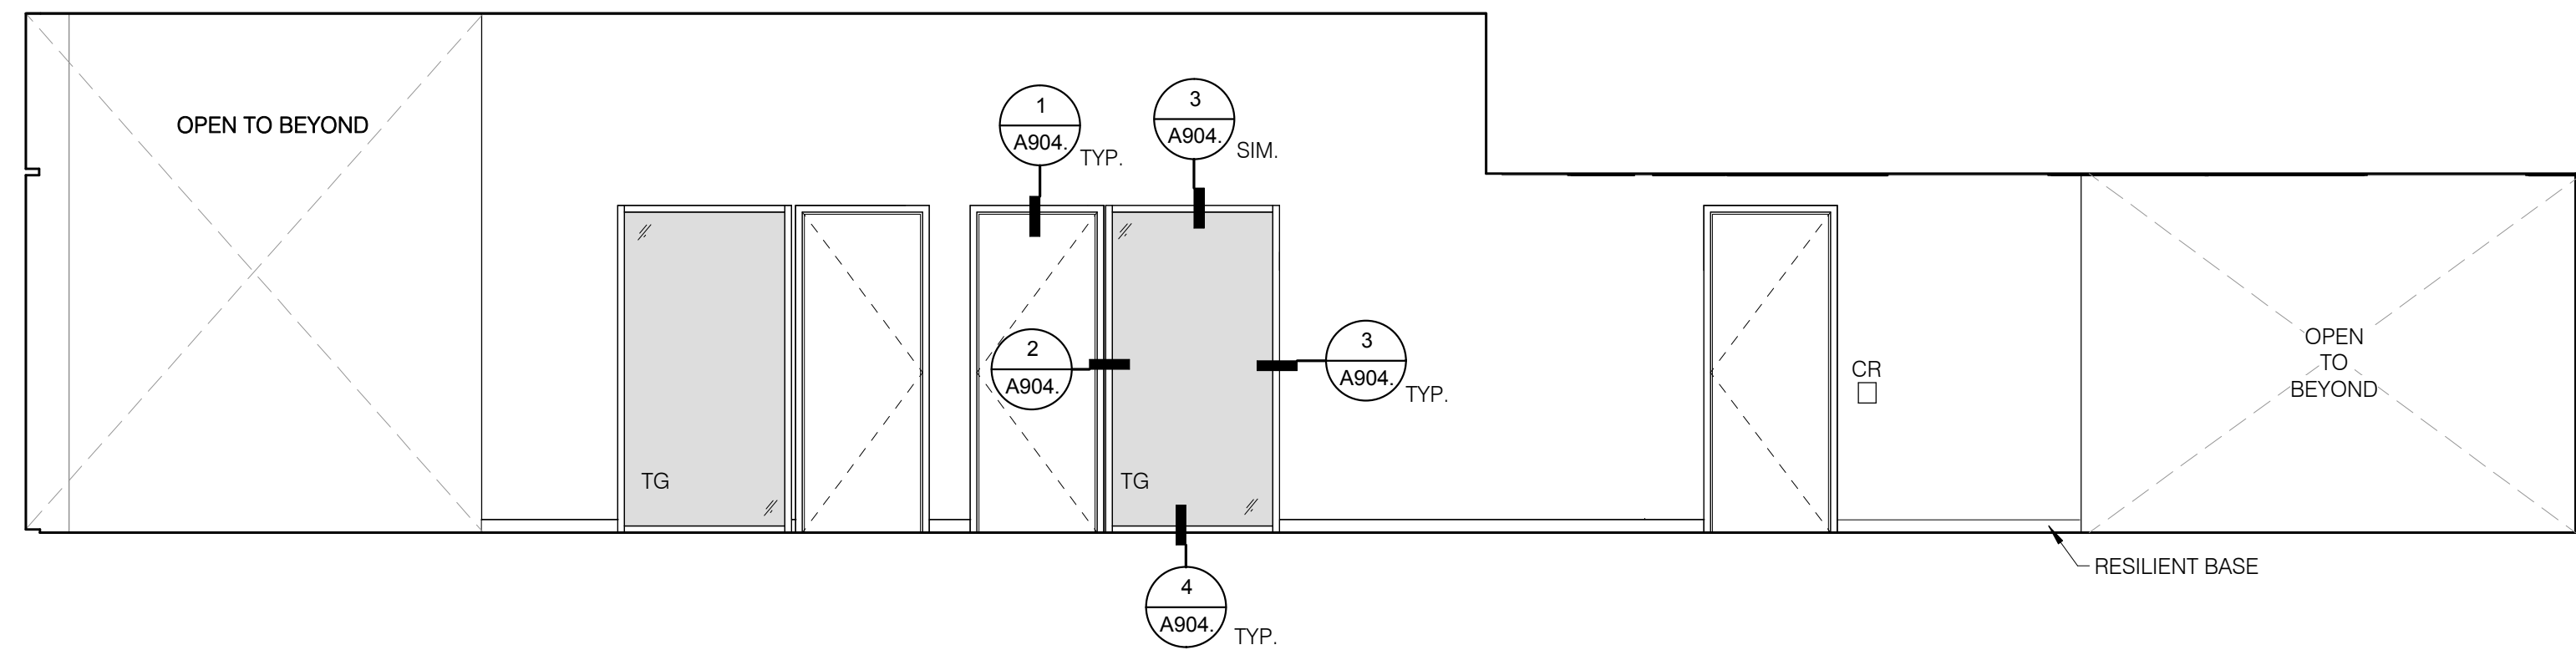 OPEN TO BEYOND
1
A904.
TYP.
3
A904.
SIM.
2
A904.
3
A904.
TYP.
OPEN
TO
BEYOND
CR
TG
TG
RESILIENT BASE
4
A904.
TYP.